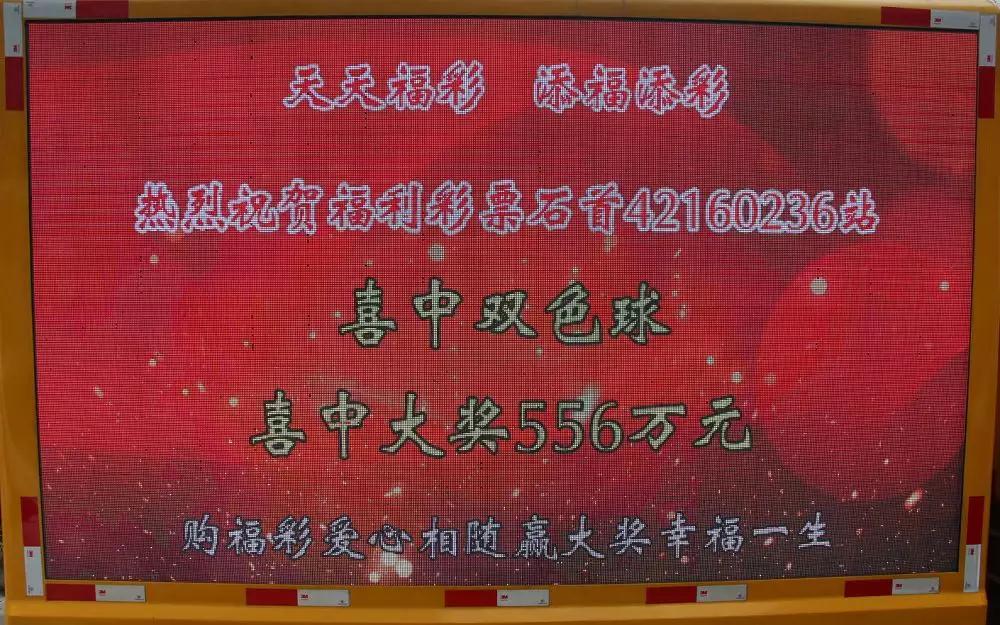 天天福彩 添福添彩
热烈祝贺福利彩票石首42160236站
喜中双色球
喜中大奖556万元
购福彩爱心相随赢大奖幸福一生